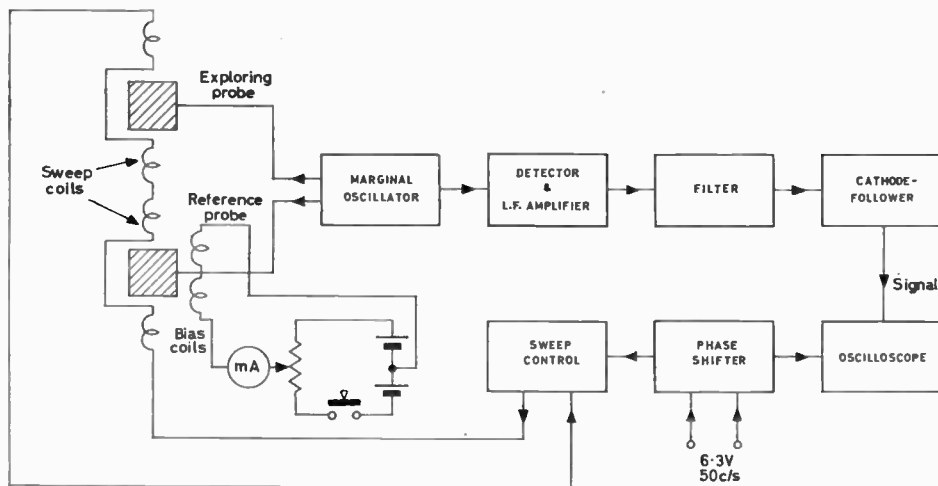 Exploring
probe
Sweep
coils
MARGINAL
OSCILLATOR
DETECTOR
&
L.F. AMPLIFIER
FILTER
CATHODE-
FOLLOWER
Reference
probe
Signal
Bias
coils
mA
SWEEP
CONTROL
PHASE
SHIFTER
OSCILLOSCOPE
6·3V
50c/s